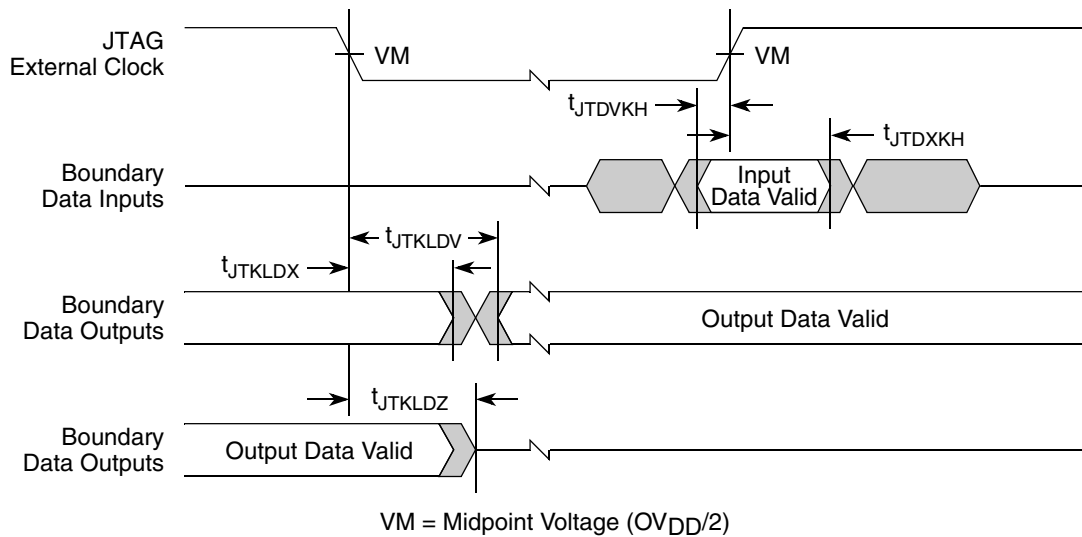 JTAG
External Clock
VM
VM
tJTDVKH
tJTDXKH
Boundary
Data Inputs
Input
Data Valid
tJTKLDV
tJTKLDX
Boundary
Data Outputs
Output Data Valid
tJTKLDZ
Boundary
Data Outputs
Output Data Valid
VM = Midpoint Voltage (OVDD/2)